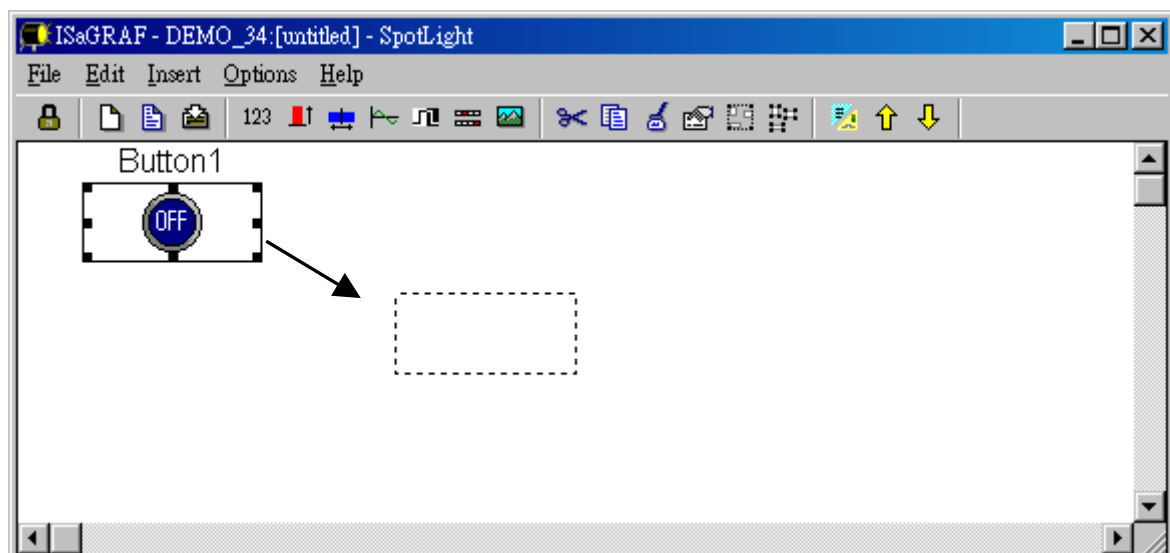 ISaGRAF - DEMO_34:[untitled] - SpotLight
File Edit Insert Options Help
123
Button1
OFF